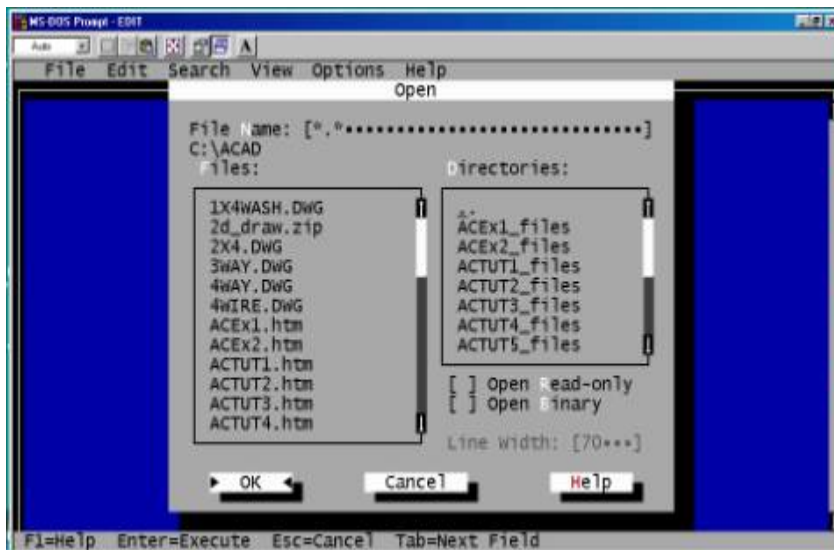 MS-DOS Prompt - EDIT
Auto A
File Edit Search View Options Help
Open
File Name: [*.*••••••••••••••••••••••••••••••]
C:\ACAD
Files:
Directories:
1X4WASH.DWG
2d_draw.zip
2X4.DWG
3WAY.DWG
4WAY.DWG
4WIRE.DWG
ACEx1.htm
ACEx2.htm
ACTUT1.htm
ACTUT2.htm
ACTUT3.htm
ACTUT4.htm
..
ACEx1_files
ACEx2_files
ACTUT1_files
ACTUT2_files
ACTUT3_files
ACTUT4_files
ACTUT5_files
[ ] Open Read-only
[ ] Open Binary
Line Width: [70•••]
OK Cancel Help
F1=Help Enter=Execute Esc=Cancel Tab=Next Field